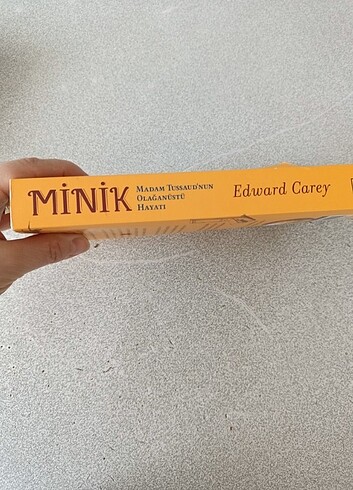 MİNİK
MADAM TUSSAUD'NUN
OLAĞANÜSTÜ
HAYATI
Edward Carey